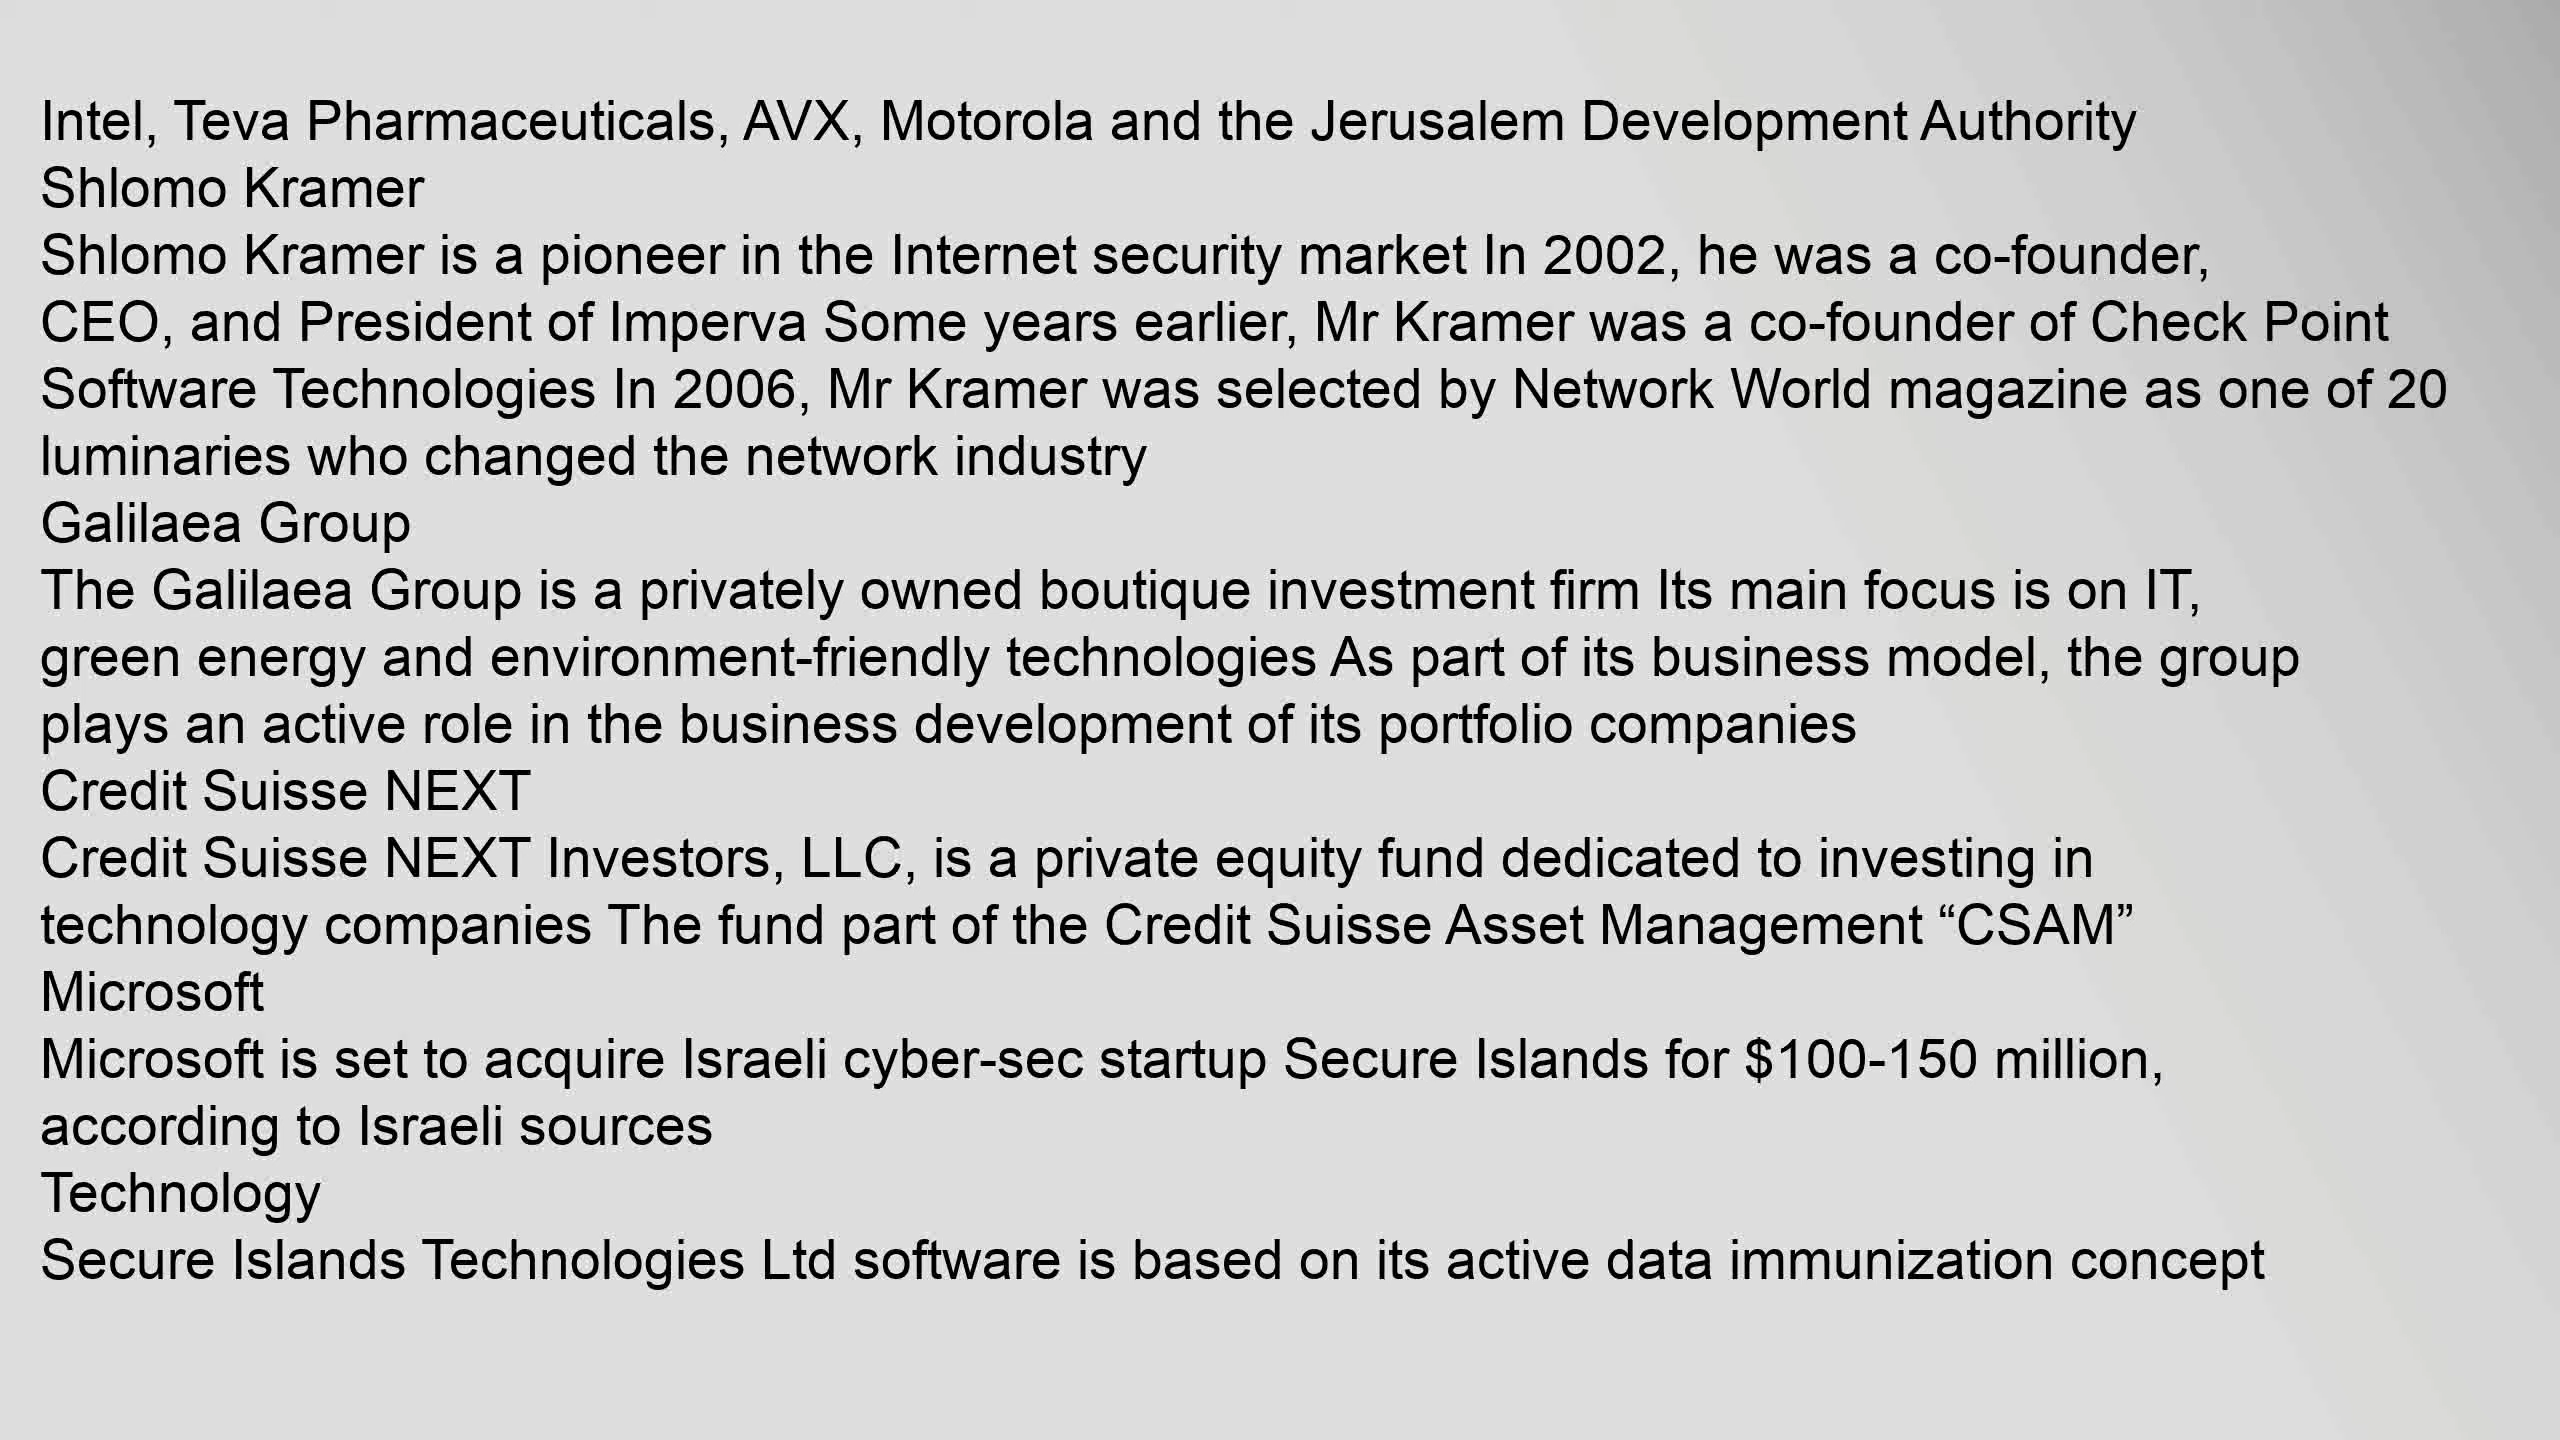 Intel, Teva Pharmaceuticals, AVX, Motorola and the Jerusalem Development Authority
Shlomo Kramer
Shlomo Kramer is a pioneer in the Internet security market In 2002, he was a co-founder,
CEO, and President of Imperva Some years earlier, Mr Kramer was a co-founder of Check Point
Software Technologies In 2006, Mr Kramer was selected by Network World magazine as one of 20
luminaries who changed the network industry
Galilaea Group
The Galilaea Group is a privately owned boutique investment firm Its main focus is on IT,
green energy and environment-friendly technologies As part of its business model, the group
plays an active role in the business development of its portfolio companies
Credit Suisse NEXT
Credit Suisse NEXT Investors, LLC, is a private equity fund dedicated to investing in
technology companies The fund part of the Credit Suisse Asset Management “CSAM”
Microsoft
Microsoft is set to acquire Israeli cyber-sec startup Secure Islands for $100-150 million,
according to Israeli sources
Technology
Secure Islands Technologies Ltd software is based on its active data immunization concept